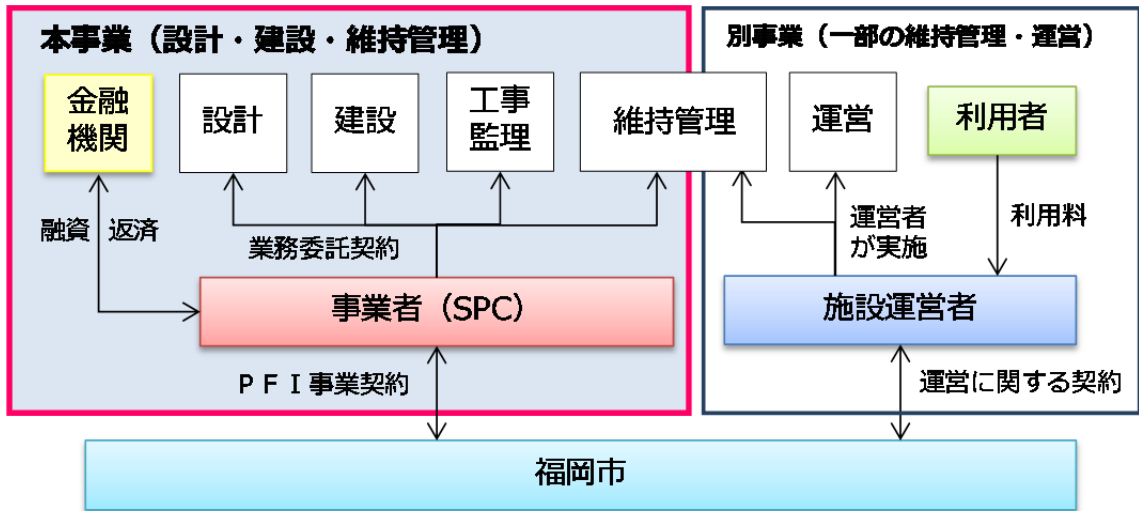 本事業（設計・建設・維持管理）
別事業（一部の維持管理・運営）
金融
機関
設計
建設
工事
監理
維持管理
運営
利用者
融資
返済
業務委託契約
運営者
が実施
利用料
事業者（SPC）
施設運営者
ＰＦＩ事業契約
運営に関する契約
福岡市